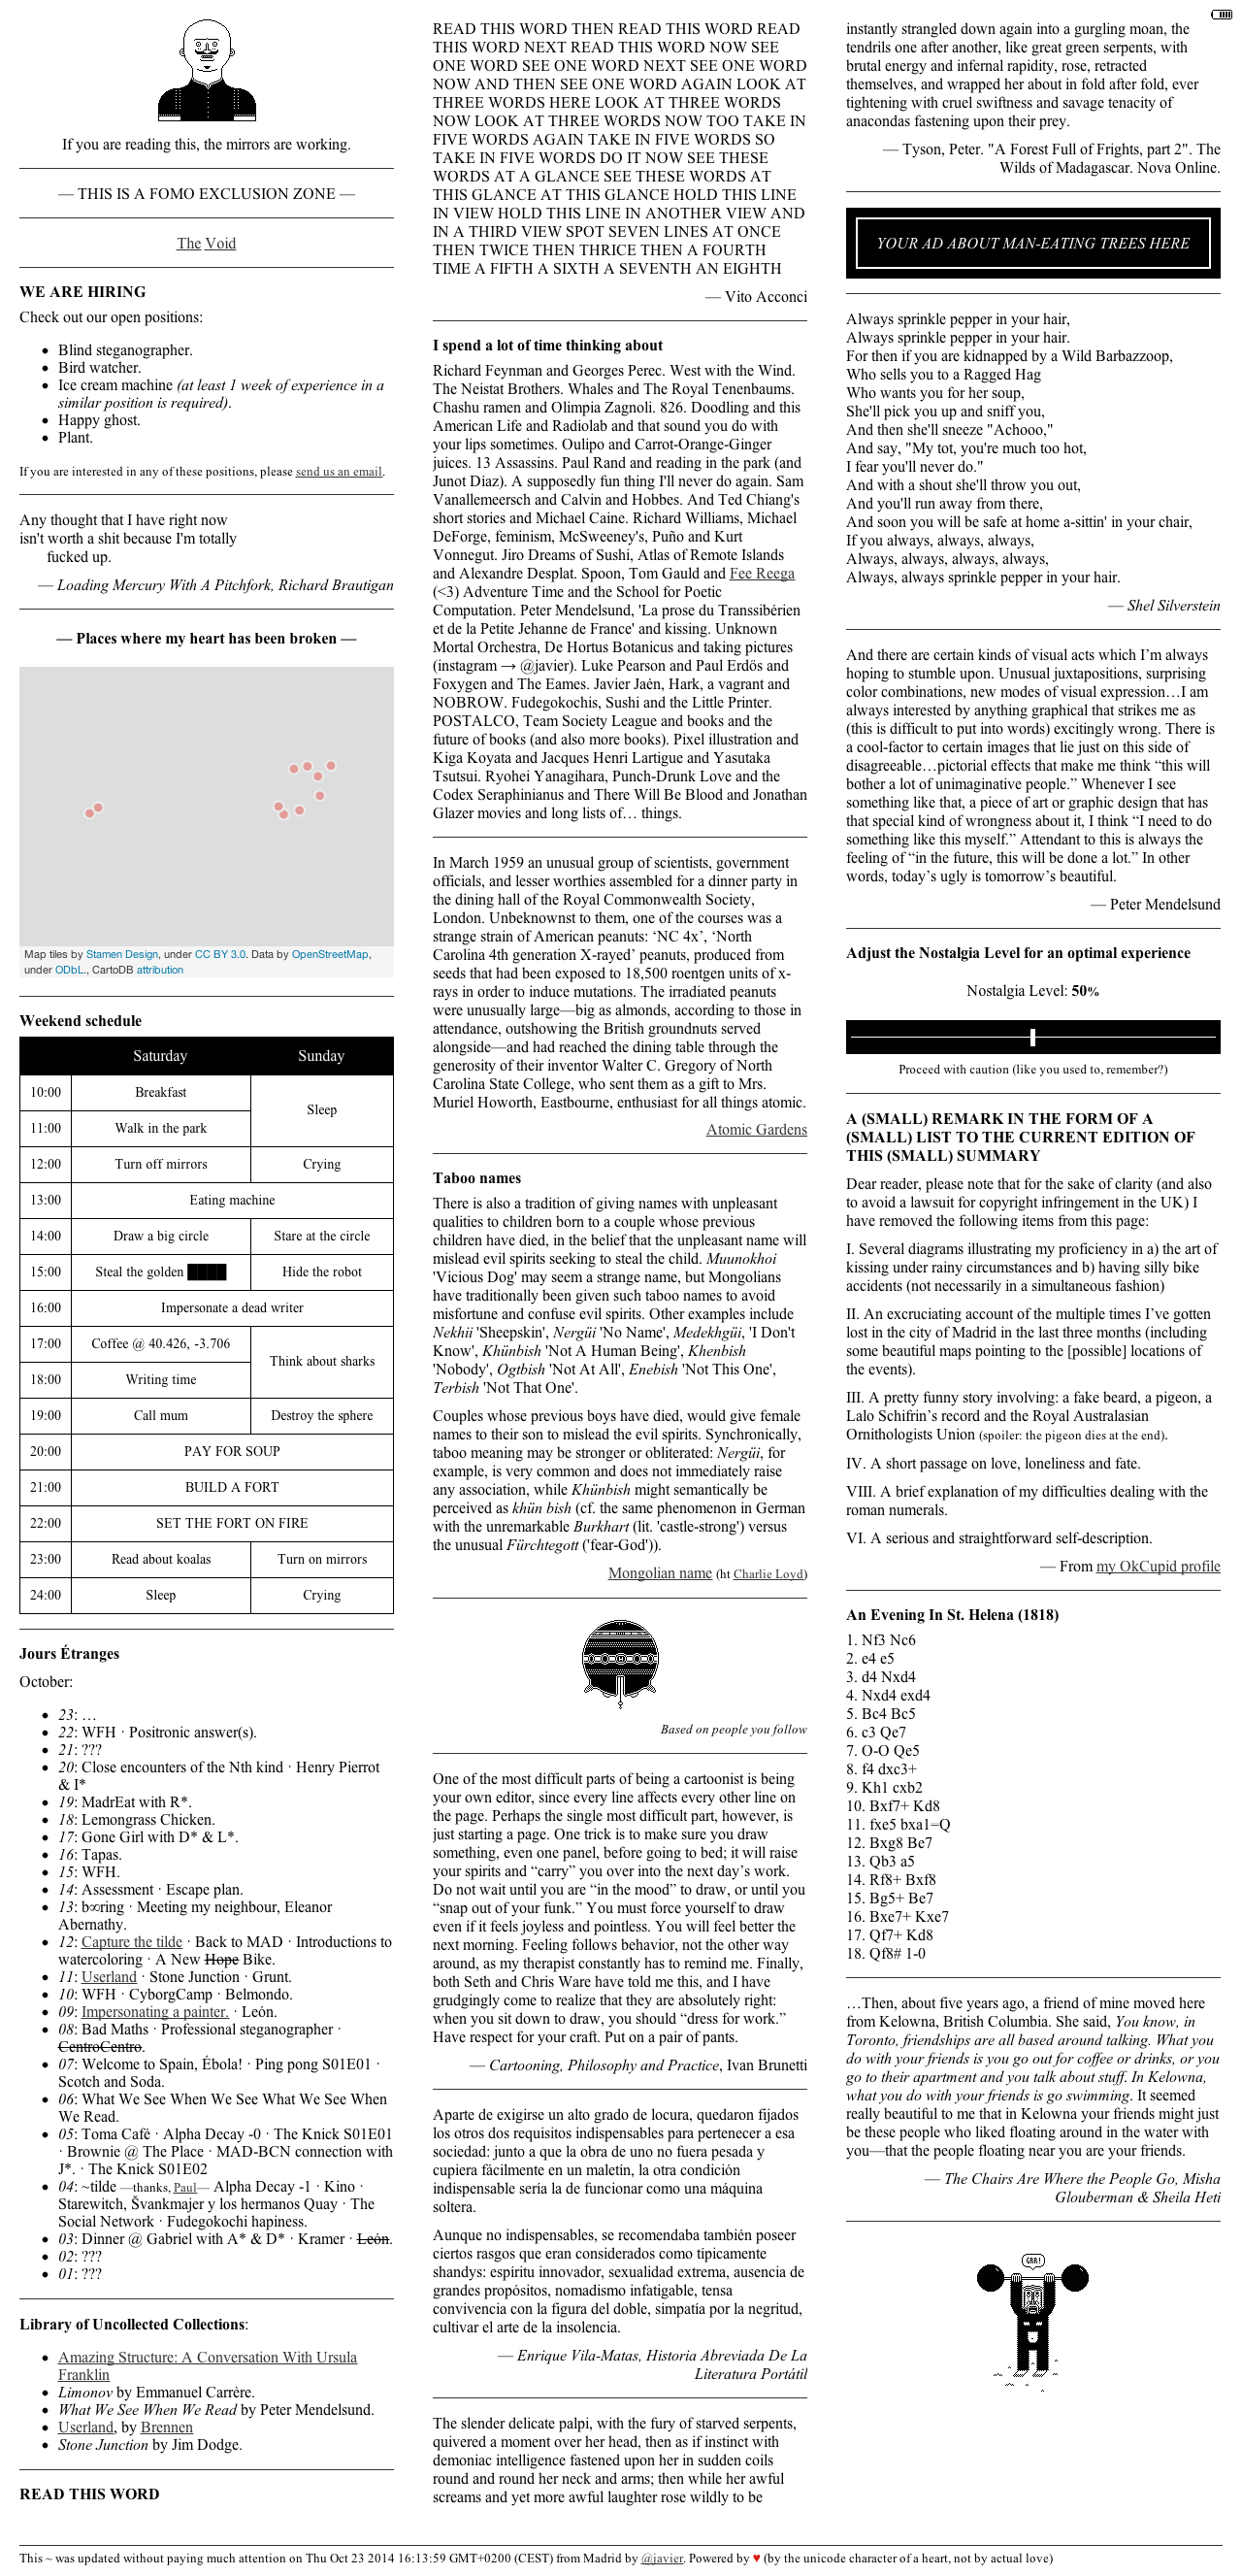 If you are reading this, the mirrors are working.
— THIS IS A FOMO EXCLUSION ZONE —
The Void
WE ARE HIRING
Check out our open positions:
• Blind steganographer.
• Bird watcher.
• Ice cream machine (at least 1 week of experience in a
similar position is required).
• Happy ghost.
• Plant.
If you are interested in any of these positions, please send us an email.
Any thought that I have right now
isn't worth a shit because I'm totally
fucked up.
— Loading Mercury With A Pitchfork, Richard Brautigan
— Places where my heart has been broken —
Map tiles by Stamen Design, under CC BY 3.0. Data by OpenStreetMap,
under ODbL., CartoDB attribution
Weekend schedule
Saturday Sunday
10:00 Breakfast Sleep
11:00 Walk in the park
12:00 Turn off mirrors Crying
13:00 Eating machine
14:00 Draw a big circle Stare at the circle
15:00 Steal the golden ████ Hide the robot
16:00 Impersonate a dead writer
17:00 Coffee @ 40.426, -3.706 Think about sharks
18:00 Writing time
19:00 Call mum Destroy the sphere
20:00 PAY FOR SOUP
21:00 BUILD A FORT
22:00 SET THE FORT ON FIRE
23:00 Read about koalas Turn on mirrors
24:00 Sleep Crying
Jours Étranges
October:
• 23: …
• 22: WFH · Positronic answer(s).
• 21: ???
• 20: Close encounters of the Nth kind · Henry Pierrot
& I*
• 19: MadrEat with R*.
• 18: Lemongrass Chicken.
• 17: Gone Girl with D* & L*.
• 16: Tapas.
• 15: WFH.
• 14: Assessment · Escape plan.
• 13: b∞ring · Meeting my neighbour, Eleanor
Abernathy.
• 12: Capture the tilde · Back to MAD · Introductions to
watercoloring · A New Hope Bike.
• 11: Userland · Stone Junction · Grunt.
• 10: WFH · CyborgCamp · Belmondo.
• 09: Impersonating a painter. · León.
• 08: Bad Maths · Professional steganographer ·
CentroCentro.
• 07: Welcome to Spain, Ébola! · Ping pong S01E01 ·
Scotch and Soda.
• 06: What We See When We See What We See When
We Read.
• 05: Toma Café · Alpha Decay -0 · The Knick S01E01
· Brownie @ The Place · MAD-BCN connection with
J*. · The Knick S01E02
• 04: ~tilde —thanks, Paul— Alpha Decay -1 · Kino ·
Starewitch, Švankmajer y los hermanos Quay · The
Social Network · Fudegokochi hapiness.
• 03: Dinner @ Gabriel with A* & D* · Kramer · León.
• 02: ???
• 01: ???
Library of Uncollected Collections:
• Amazing Structure: A Conversation With Ursula
Franklin
• Limonov by Emmanuel Carrère.
• What We See When We Read by Peter Mendelsund.
• Userland, by Brennen
• Stone Junction by Jim Dodge.
READ THIS WORD
READ THIS WORD THEN READ THIS WORD READ
THIS WORD NEXT READ THIS WORD NOW SEE
ONE WORD SEE ONE WORD NEXT SEE ONE WORD
NOW AND THEN SEE ONE WORD AGAIN LOOK AT
THREE WORDS HERE LOOK AT THREE WORDS
NOW LOOK AT THREE WORDS NOW TOO TAKE IN
FIVE WORDS AGAIN TAKE IN FIVE WORDS SO
TAKE IN FIVE WORDS DO IT NOW SEE THESE
WORDS AT A GLANCE SEE THESE WORDS AT
THIS GLANCE AT THIS GLANCE HOLD THIS LINE
IN VIEW HOLD THIS LINE IN ANOTHER VIEW AND
IN A THIRD VIEW SPOT SEVEN LINES AT ONCE
THEN TWICE THEN THRICE THEN A FOURTH
TIME A FIFTH A SIXTH A SEVENTH AN EIGHTH
— Vito Acconci
I spend a lot of time thinking about
Richard Feynman and Georges Perec. West with the Wind.
The Neistat Brothers. Whales and The Royal Tenenbaums.
Chashu ramen and Olimpia Zagnoli. 826. Doodling and this
American Life and Radiolab and that sound you do with
your lips sometimes. Oulipo and Carrot-Orange-Ginger
juices. 13 Assassins. Paul Rand and reading in the park (and
Junot Díaz). A supposedly fun thing I'll never do again. Sam
Vanallemeersch and Calvin and Hobbes. And Ted Chiang's
short stories and Michael Caine. Richard Williams, Michael
DeForge, feminism, McSweeney's, Puño and Kurt
Vonnegut. Jiro Dreams of Sushi, Atlas of Remote Islands
and Alexandre Desplat. Spoon, Tom Gauld and Fee Reega
(<3) Adventure Time and the School for Poetic
Computation. Peter Mendelsund, 'La prose du Transsibérien
et de la Petite Jehanne de France' and kissing. Unknown
Mortal Orchestra, De Hortus Botanicus and taking pictures
(instagram → @javier). Luke Pearson and Paul Erdős and
Foxygen and The Eames. Javier Jaén, Hark, a vagrant and
NOBROW. Fudegokochis, Sushi and the Little Printer.
POSTALCO, Team Society League and books and the
future of books (and also more books). Pixel illustration and
Kiga Koyata and Jacques Henri Lartigue and Yasutaka
Tsutsui. Ryohei Yanagihara, Punch-Drunk Love and the
Codex Seraphinianus and There Will Be Blood and Jonathan
Glazer movies and long lists of… things.
In March 1959 an unusual group of scientists, government
officials, and lesser worthies assembled for a dinner party in
the dining hall of the Royal Commonwealth Society,
London. Unbeknownst to them, one of the courses was a
strange strain of American peanuts: ‘NC 4x’, ‘North
Carolina 4th generation X-rayed’ peanuts, produced from
seeds that had been exposed to 18,500 roentgen units of x-
rays in order to induce mutations. The irradiated peanuts
were unusually large—big as almonds, according to those in
attendance, outshowing the British groundnuts served
alongside—and had reached the dining table through the
generosity of their inventor Walter C. Gregory of North
Carolina State College, who sent them as a gift to Mrs.
Muriel Howorth, Eastbourne, enthusiast for all things atomic.
Atomic Gardens
Taboo names
There is also a tradition of giving names with unpleasant
qualities to children born to a couple whose previous
children have died, in the belief that the unpleasant name will
mislead evil spirits seeking to steal the child. Muunokhoi
'Vicious Dog' may seem a strange name, but Mongolians
have traditionally been given such taboo names to avoid
misfortune and confuse evil spirits. Other examples include
Nekhii 'Sheepskin', Nergüi 'No Name', Medekhgüi, 'I Don't
Know', Khünbish 'Not A Human Being', Khenbish
'Nobody', Ogtbish 'Not At All', Enebish 'Not This One',
Terbish 'Not That One'.
Couples whose previous boys have died, would give female
names to their son to mislead the evil spirits. Synchronically,
taboo meaning may be stronger or obliterated: Nergüi, for
example, is very common and does not immediately raise
any association, while Khünbish might semantically be
perceived as khün bish (cf. the same phenomenon in German
with the unremarkable Burkhart (lit. 'castle-strong') versus
the unusual Fürchtegott ('fear-God')).
Mongolian name (ht Charlie Loyd)
Based on people you follow
One of the most difficult parts of being a cartoonist is being
your own editor, since every line affects every other line on
the page. Perhaps the single most difficult part, however, is
just starting a page. One trick is to make sure you draw
something, even one panel, before going to bed; it will raise
your spirits and “carry” you over into the next day’s work.
Do not wait until you are “in the mood” to draw, or until you
“snap out of your funk.” You must force yourself to draw
even if it feels joyless and pointless. You will feel better the
next morning. Feeling follows behavior, not the other way
around, as my therapist constantly has to remind me. Finally,
both Seth and Chris Ware have told me this, and I have
grudgingly come to realize that they are absolutely right:
when you sit down to draw, you should “dress for work.”
Have respect for your craft. Put on a pair of pants.
— Cartooning, Philosophy and Practice, Ivan Brunetti
Aparte de exigirse un alto grado de locura, quedaron fijados
los otros dos requisitos indispensables para pertenecer a esa
sociedad: junto a que la obra de uno no fuera pesada y
cupiera fácilmente en un maletín, la otra condición
indispensable sería la de funcionar como una máquina
soltera.
Aunque no indispensables, se recomendaba también poseer
ciertos rasgos que eran considerados como típicamente
shandys: espíritu innovador, sexualidad extrema, ausencia de
grandes propósitos, nomadismo infatigable, tensa
convivencia con la figura del doble, simpatía por la negritud,
cultivar el arte de la insolencia.
— Enrique Vila-Matas, Historia Abreviada De La
Literatura Portátil
The slender delicate palpi, with the fury of starved serpents,
quivered a moment over her head, then as if instinct with
demoniac intelligence fastened upon her in sudden coils
round and round her neck and arms; then while her awful
screams and yet more awful laughter rose wildly to be
instantly strangled down again into a gurgling moan, the
tendrils one after another, like great green serpents, with
brutal energy and infernal rapidity, rose, retracted
themselves, and wrapped her about in fold after fold, ever
tightening with cruel swiftness and savage tenacity of
anacondas fastening upon their prey.
— Tyson, Peter. "A Forest Full of Frights, part 2". The
Wilds of Madagascar. Nova Online.
YOUR AD ABOUT MAN-EATING TREES HERE
Always sprinkle pepper in your hair,
Always sprinkle pepper in your hair.
For then if you are kidnapped by a Wild Barbazzoop,
Who sells you to a Ragged Hag
Who wants you for her soup,
She'll pick you up and sniff you,
And then she'll sneeze "Achooo,"
And say, "My tot, you're much too hot,
I fear you'll never do."
And with a shout she'll throw you out,
And you'll run away from there,
And soon you will be safe at home a-sittin' in your chair,
If you always, always, always,
Always, always, always, always,
Always, always sprinkle pepper in your hair.
— Shel Silverstein
And there are certain kinds of visual acts which I’m always
hoping to stumble upon. Unusual juxtapositions, surprising
color combinations, new modes of visual expression…I am
always interested by anything graphical that strikes me as
(this is difficult to put into words) excitingly wrong. There is
a cool-factor to certain images that lie just on this side of
disagreeable…pictorial effects that make me think “this will
bother a lot of unimaginative people.” Whenever I see
something like that, a piece of art or graphic design that has
that special kind of wrongness about it, I think “I need to do
something like this myself.” Attendant to this is always the
feeling of “in the future, this will be done a lot.” In other
words, today’s ugly is tomorrow’s beautiful.
— Peter Mendelsund
Adjust the Nostalgia Level for an optimal experience
Nostalgia Level: 50%
Proceed with caution (like you used to, remember?)
A (SMALL) REMARK IN THE FORM OF A
(SMALL) LIST TO THE CURRENT EDITION OF
THIS (SMALL) SUMMARY
Dear reader, please note that for the sake of clarity (and also
to avoid a lawsuit for copyright infringement in the UK) I
have removed the following items from this page:
I. Several diagrams illustrating my proficiency in a) the art of
kissing under rainy circumstances and b) having silly bike
accidents (not necessarily in a simultaneous fashion)
II. An excruciating account of the multiple times I’ve gotten
lost in the city of Madrid in the last three months (including
some beautiful maps pointing to the [possible] locations of
the events).
III. A pretty funny story involving: a fake beard, a pigeon, a
Lalo Schifrin’s record and the Royal Australasian
Ornithologists Union (spoiler: the pigeon dies at the end).
IV. A short passage on love, loneliness and fate.
VIII. A brief explanation of my difficulties dealing with the
roman numerals.
VI. A serious and straightforward self-description.
— From my OkCupid profile
An Evening In St. Helena (1818)
1. Nf3 Nc6
2. e4 e5
3. d4 Nxd4
4. Nxd4 exd4
5. Bc4 Bc5
6. c3 Qe7
7. O-O Qe5
8. f4 dxc3+
9. Kh1 cxb2
10. Bxf7+ Kd8
11. fxe5 bxa1=Q
12. Bxg8 Be7
13. Qb3 a5
14. Rf8+ Bxf8
15. Bg5+ Be7
16. Bxe7+ Kxe7
17. Qf7+ Kd8
18. Qf8# 1-0
…Then, about five years ago, a friend of mine moved here
from Kelowna, British Columbia. She said, You know, in
Toronto, friendships are all based around talking. What you
do with your friends is you go out for coffee or drinks, or you
go to their apartment and you talk about stuff. In Kelowna,
what you do with your friends is go swimming. It seemed
really beautiful to me that in Kelowna your friends might just
be these people who liked floating around in the water with
you—that the people floating near you are your friends.
— The Chairs Are Where the People Go, Misha
Glouberman & Sheila Heti
GRR!
This ~ was updated without paying much attention on Thu Oct 23 2014 16:13:59 GMT+0200 (CEST) from Madrid by @javier. Powered by ♥ (by the unicode character of a heart, not by actual love)